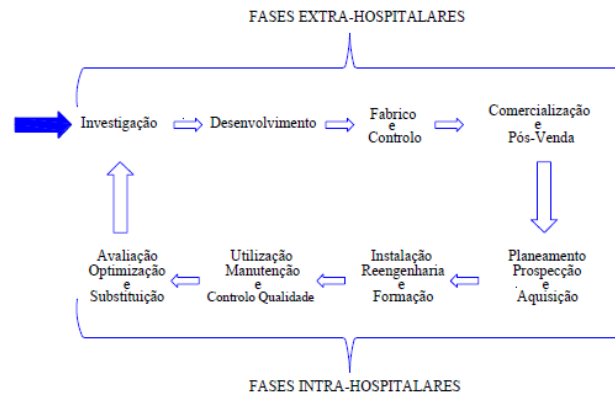 FASES EXTRA-HOSPITALARES
Investigação
Desenvolvimento
Fabrico
e
Controlo
Comercialização
e
Pós-Venda
Avaliação
Optimização
e
Substituição
Utilização
Manutenção
e
Controlo Qualidade
Instalação
Reengenharia
e
Formação
Planeamento
Prospecção
e
Aquisição
FASES INTRA-HOSPITALARES